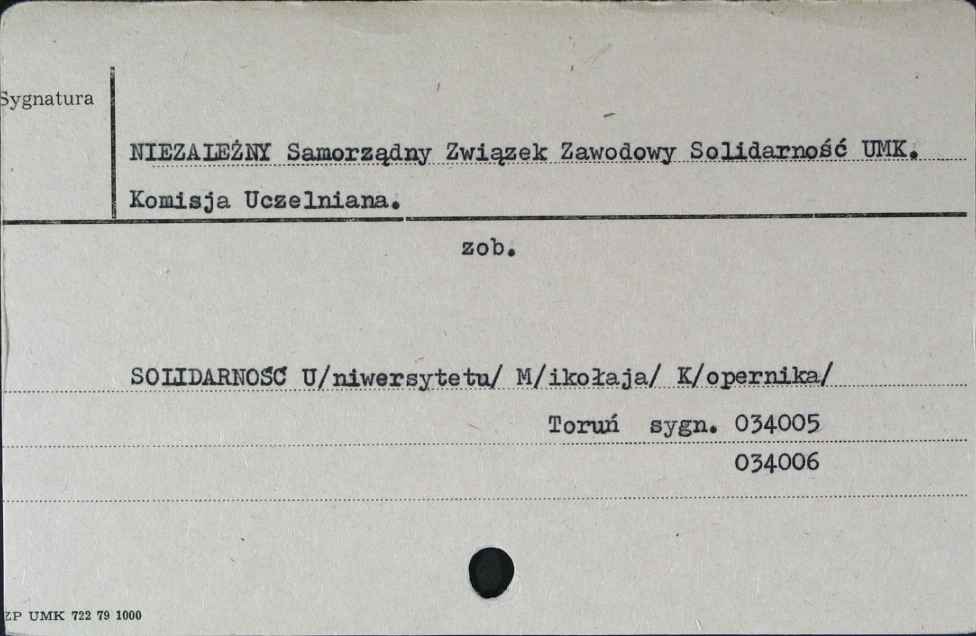 Sygnatura
NIEZALEŻNY Samorządny Związek Zawodowy Solidarność UMK.
Komisja Uczelniana.
zob.
SOLIDARNOŚĆ U/niwersytetu/ M/ikołaja/ K/opernika/
Toruń sygn. 034005
034006
ZP UMK 722 79 1000